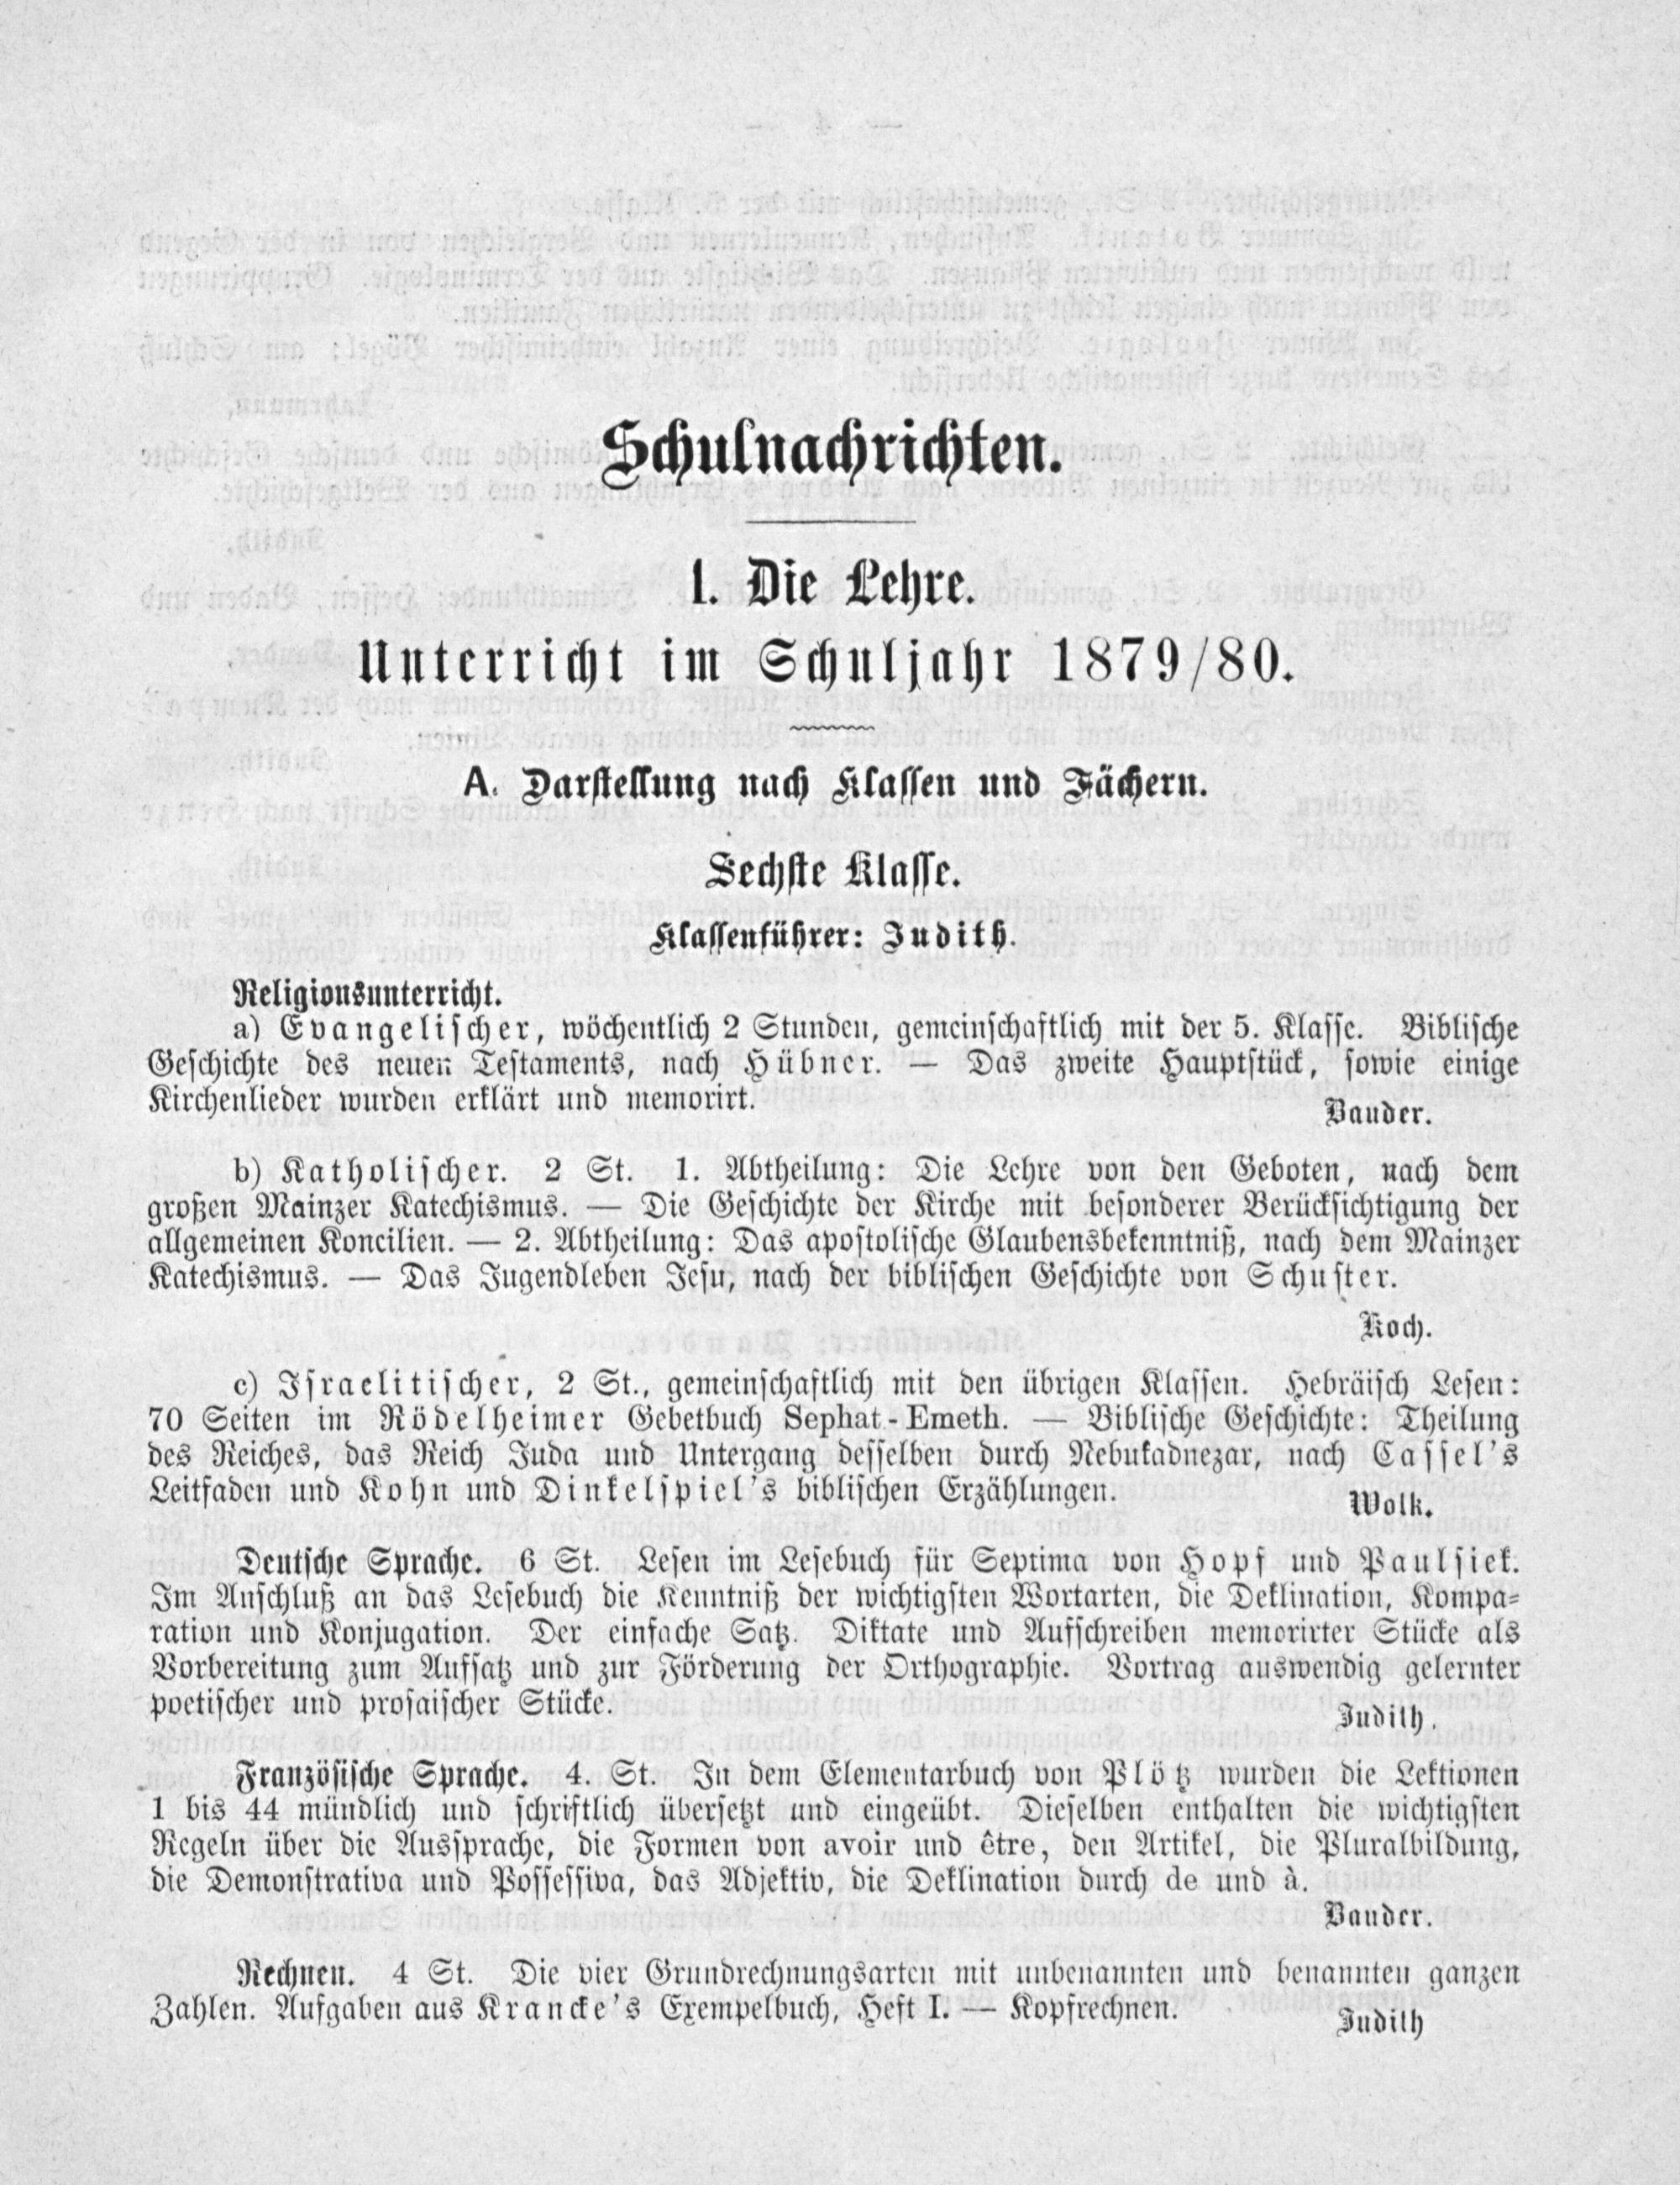 Schulnachrichten.
1. Die Lehre.
Unterricht im Schuljahr 1879/80.
A. Darstellung nach Klassen und Fächern.
Sechste Klasse.
Klassenführer: Judith.
Religionsunterricht.
a) Evangelischer, wöchentlich 2 Stunden, gemeinschaftlich mit der 5. Klasse. Biblische
Geschichte des neuen Testaments, nach Hübner. — Das zweite Hauptstück, sowie einige
Kirchenlieder wurden erklärt und memorirt.
Bauder.
b) Katholischer. 2 St. 1. Abtheilung: Die Lehre von den Geboten, nach dem
großen Mainzer Katechismus. — Die Geschichte der Kirche mit besonderer Berücksichtigung der
allgemeinen Koncilien. — 2. Abtheilung: Das apostolische Glaubensbekenntniß, nach dem Mainzer
Katechismus. — Das Jugendleben Jesu, nach der biblischen Geschichte von Schuster.
Koch.
c) Israelitischer, 2 St., gemeinschaftlich mit den übrigen Klassen. Hebräisch Lesen:
70 Seiten im Rödelheimer Gebetbuch Sephat-Emeth. — Biblische Geschichte: Theilung
des Reiches, das Reich Juda und Untergang desselben durch Nebukadnezar, nach Cassel's
Leitfaden und Kohn und Dinkelspiel's biblischen Erzählungen.
Wolk.
Deutsche Sprache. 6 St. Lesen im Lesebuch für Septima von Hopf und Paulsiek.
Im Anschluß an das Lesebuch die Kenntniß der wichtigsten Wortarten, die Deklination, Kompa-
ration und Konjugation. Der einfache Satz. Diktate und Aufschreiben memorirter Stücke als
Vorbereitung zum Aufsatz und zur Förderung der Orthographie. Vortrag auswendig gelernter
poetischer und prosaischer Stücke.
Judith.
Französische Sprache. 4. St. In dem Elementarbuch von Plötz wurden die Lektionen
1 bis 44 mündlich und schriftlich übersetzt und eingeübt. Dieselben enthalten die wichtigsten
Regeln über die Aussprache, die Formen von avoir und être, den Artikel, die Pluralbildung,
die Demonstrativa und Possessiva, das Adjektiv, die Deklination durch de und à.
Bauder.
Rechnen. 4 St. Die vier Grundrechnungsarten mit unbenannten und benannten ganzen
Zahlen. Aufgaben aus Krancke's Exempelbuch, Heft I. — Kopfrechnen.
Judith